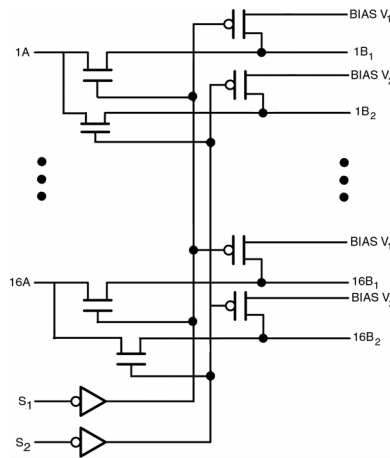 BIAS V1
1A
1B1
BIAS V2
1B2
BIAS V1
16A
16B1
BIAS V2
16B2
S1
S2